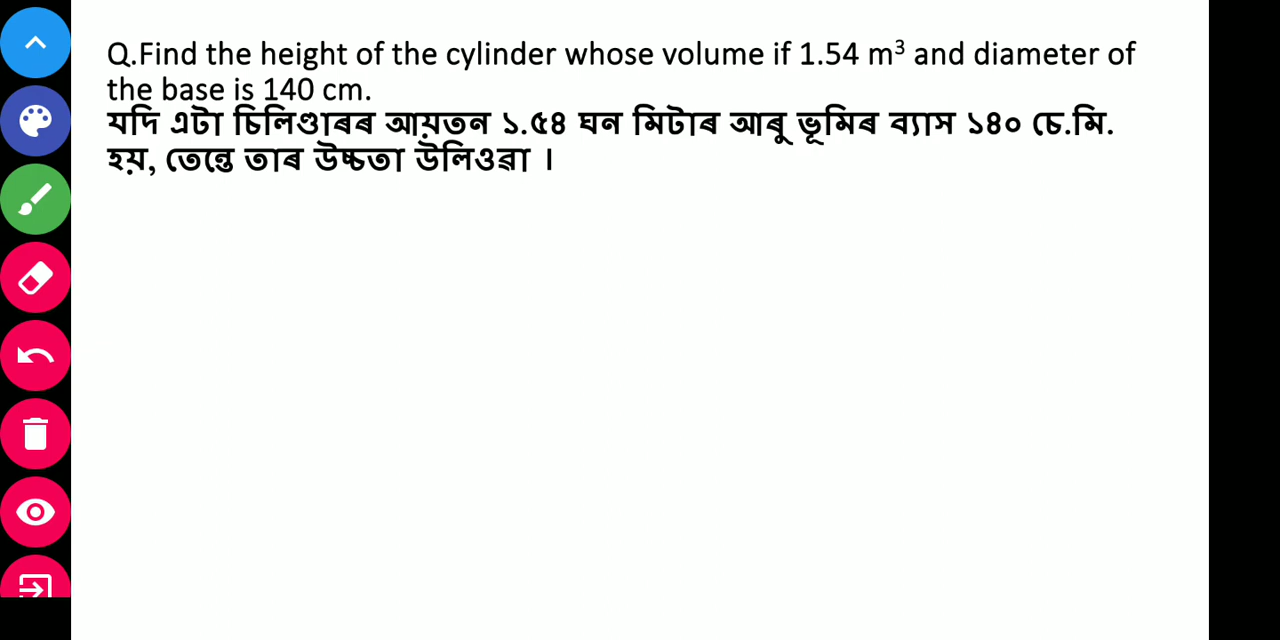 Q.Find the height of the cylinder whose volume if 1.54 m³ and diameter of
the base is 140 cm.
যদি এটা চিলিণ্ডাৰৰ আয়তন ১.৫৪ ঘন মিটাৰ আৰু ভূমিৰ ব্যাস ১৪০ চে.মি.
হয়, তেন্তে তাৰ উচ্চতা উলিওৱা ।